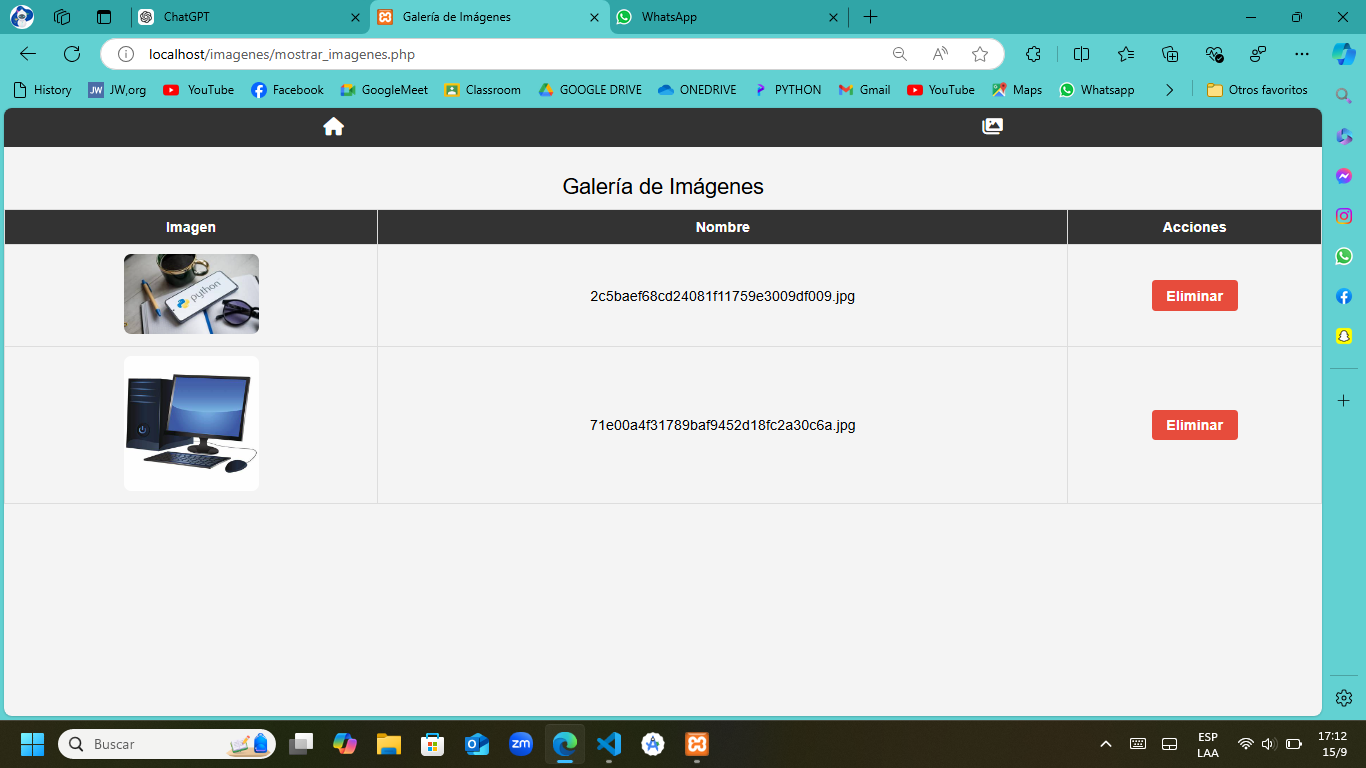 ChatGPT
Galería de Imágenes
WhatsApp
localhost/imagenes/mostrar_imagenes.php
History
JW,org
YouTube
Facebook
GoogleMeet
Classroom
GOOGLE DRIVE
ONEDRIVE
PYTHON
Gmail
YouTube
Maps
Whatsapp
Otros favoritos
Galería de Imágenes
Imagen
Nombre
Acciones
python
2c5baef68cd24081f11759e3009df009.jpg
Eliminar
71e00a4f31789baf9452d18fc2a30c6a.jpg
Eliminar
Buscar
zm
ESP
LAA
17:12
15/9